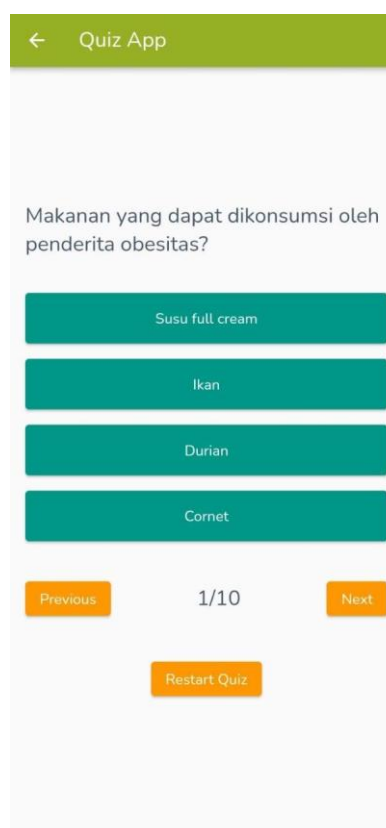 Quiz App
Makanan yang dapat dikonsumsi oleh
penderita obesitas?
Susu full cream
Ikan
Durian
Cornet
Previous
1/10
Next
Restart Quiz